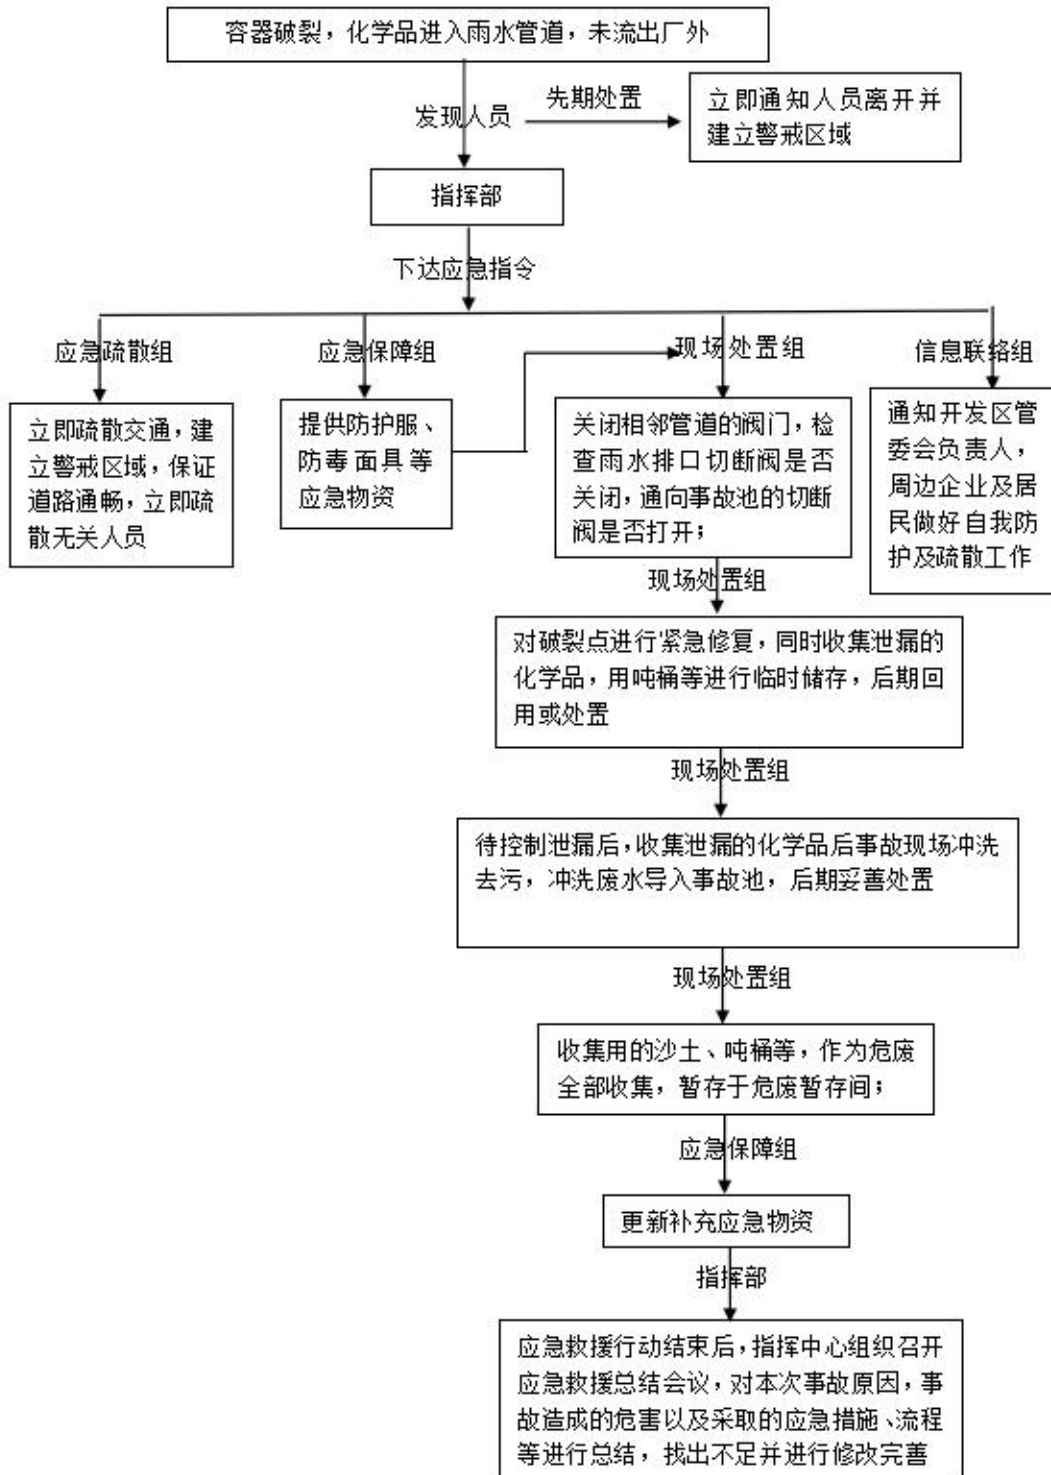 容器破裂，化学品进入雨水管道，未流出厂外
先期处置
发现人员
立即通知人员离开并
建立警戒区域
指挥部
下达应急指令
应急疏散组
应急保障组
现场处置组
信息联络组
立即疏散交通，建
立警戒区域，保证
道路通畅，立即疏
散无关人员
提供防护服、
防毒面具等
应急物资
关闭相邻管道的阀门，检
查雨水排口切断阀是否
关闭，通向事故池的切断
阀是否打开；
通知开发区管
委会负责人，
周边企业及居
民做好自我防
护及疏散工作
现场处置组
对破裂点进行紧急修复，同时收集泄漏的
化学品，用吨桶等进行临时储存，后期回
用或处置
现场处置组
待控制泄漏后，收集泄漏的化学品后事故现场冲洗
去污，冲洗废水导入事故池，后期妥善处置
现场处置组
收集用的沙土、吨桶等，作为危废
全部收集，暂存于危废暂存间；
应急保障组
更新补充应急物资
指挥部
应急救援行动结束后，指挥中心组织召开
应急救援总结会议，对本次事故原因，事
故造成的危害以及采取的应急措施、流程
等进行总结，找出不足并进行修改完善